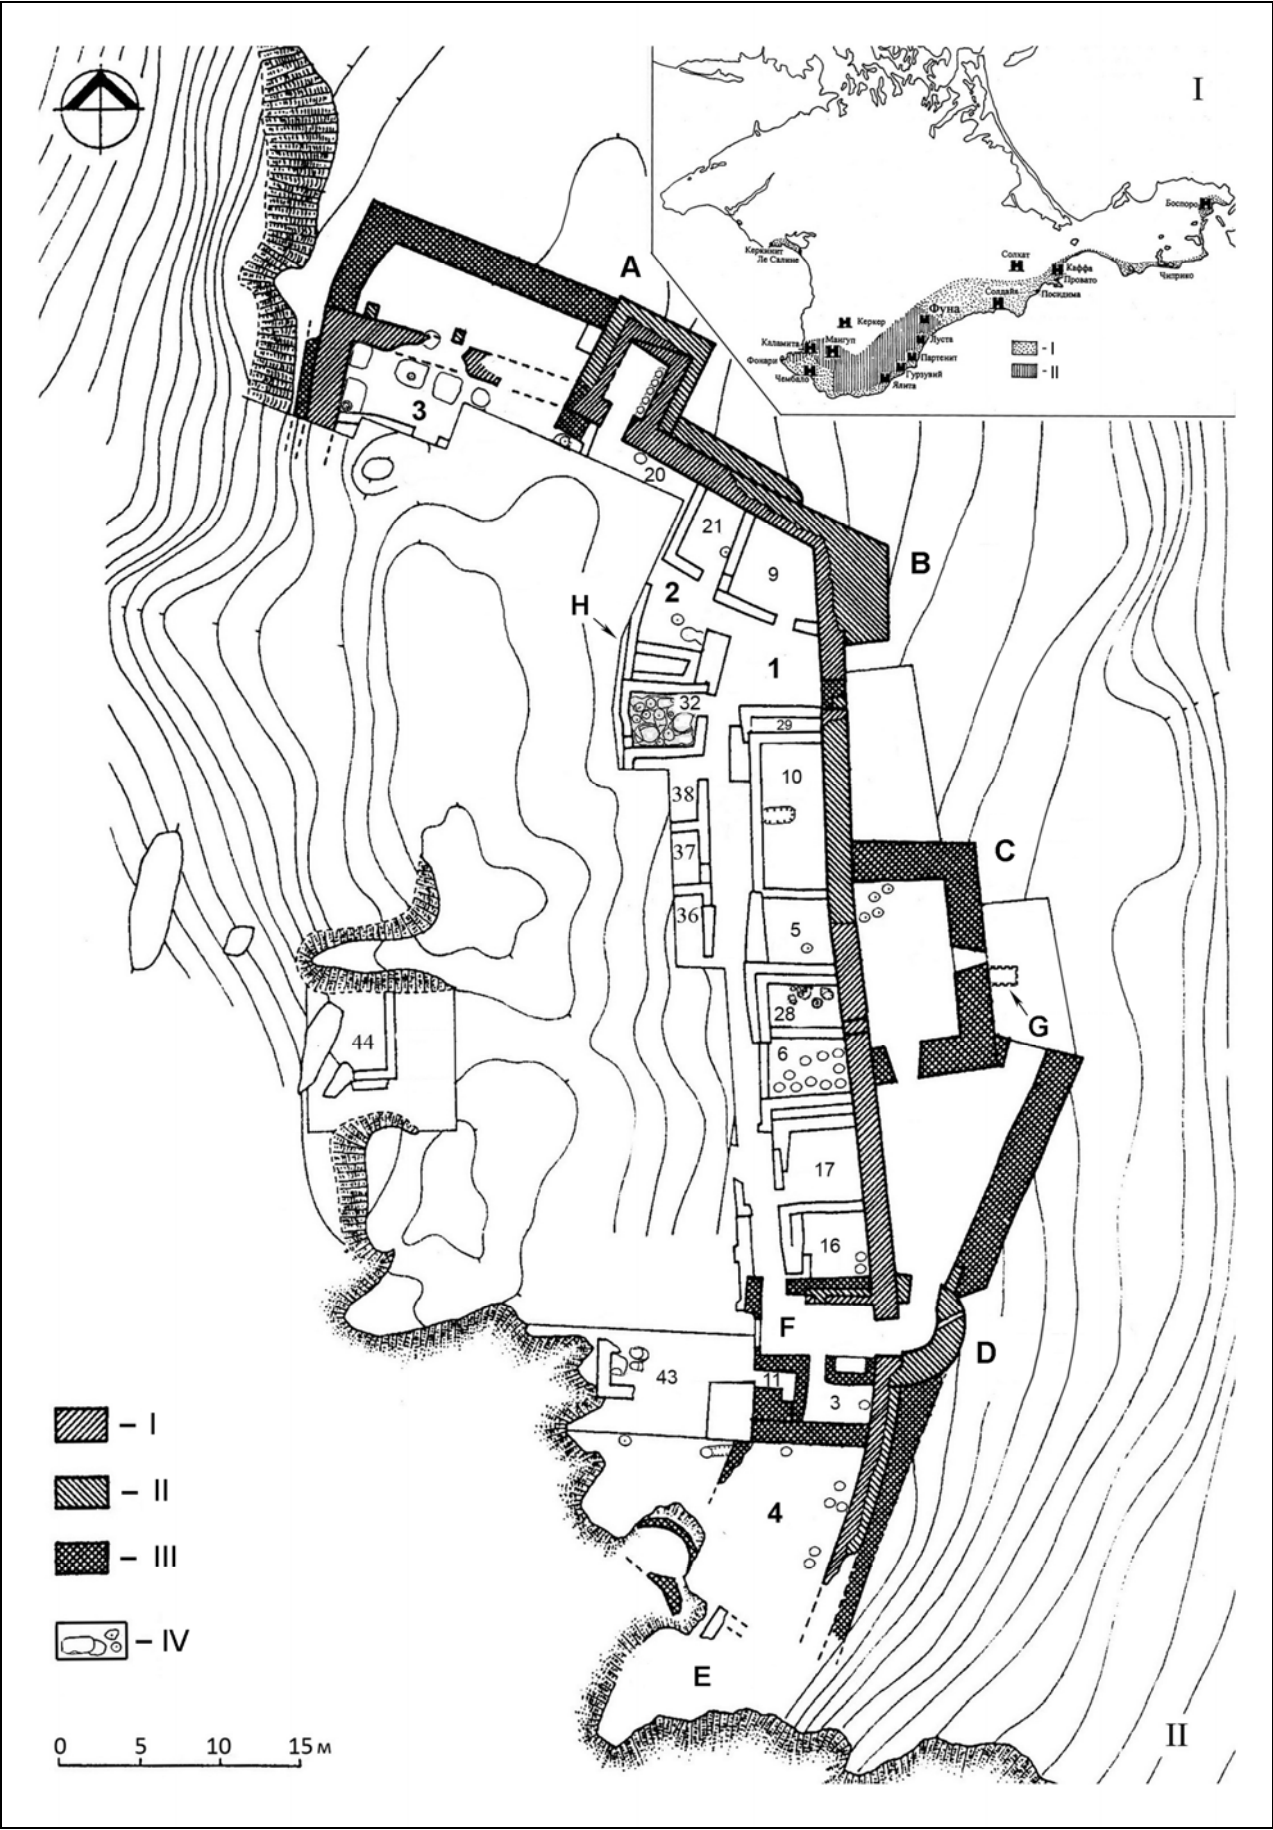 I
Боспоро
Керкинит
Ле Салине
Солхат
Каффа
Провато
Чиприко
Солдайя
Посидима
Фуна
Керкер
Луста
Каламита
Мангуп
Фонари
Партенит
Чембало
Гурзувий
Ялита
- I
- II
A
3
20
21
9
B
2
H
1
32
29
10
38
37
C
36
5
28
G
44
6
17
16
F
D
43
11
3
4
E
– I
– II
– III
– IV
0 5 10 15 м
II